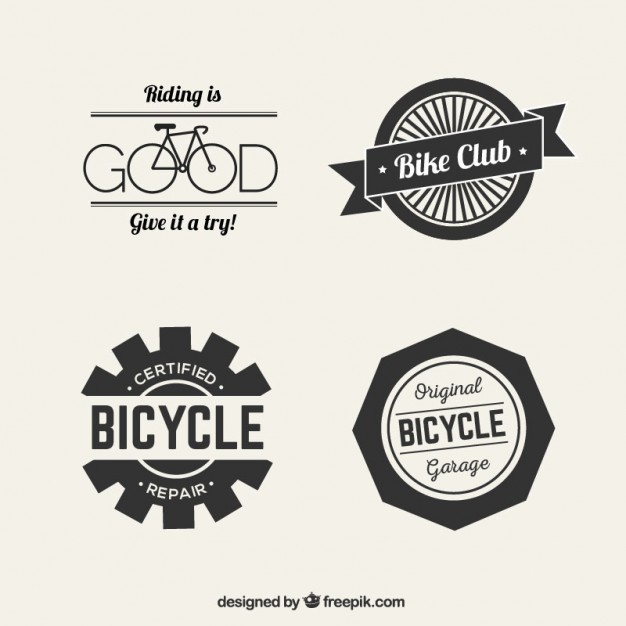 Riding is
GOOD
Give it a try!
Bike Club
CERTIFIED
BICYCLE
REPAIR
Original
BICYCLE
Garage
designed by freepik.com